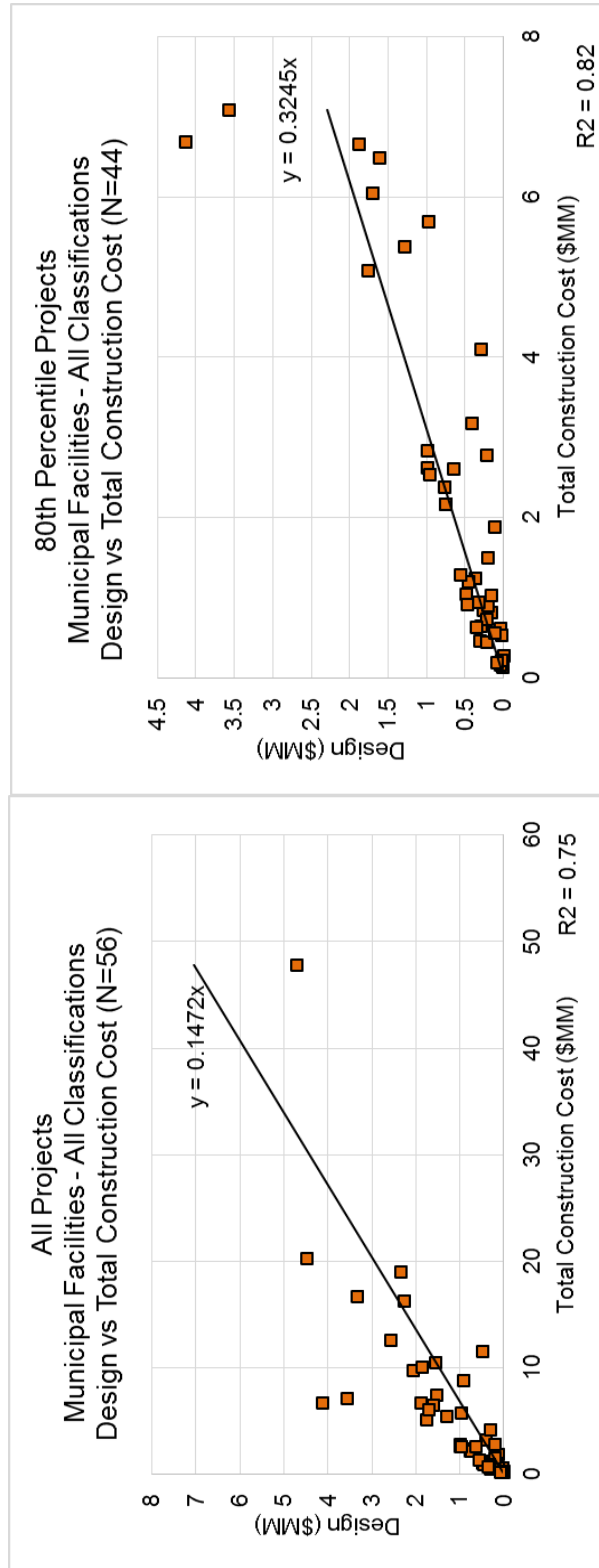 All Projects
Municipal Facilities - All Classifications
Design vs Total Construction Cost (N=56)
8
7
6
5
4
3
2
1
0
Design ($MM)
y = 0.1472x
0
10
20
30
40
50
60
Total Construction Cost ($MM)
R2 = 0.75
80th Percentile Projects
Municipal Facilities - All Classifications
Design vs Total Construction Cost (N=44)
4.5
4
3.5
3
2.5
2
1.5
1
0.5
0
Design ($MM)
y = 0.3245x
0
2
4
6
8
Total Construction Cost ($MM)
R2 = 0.82